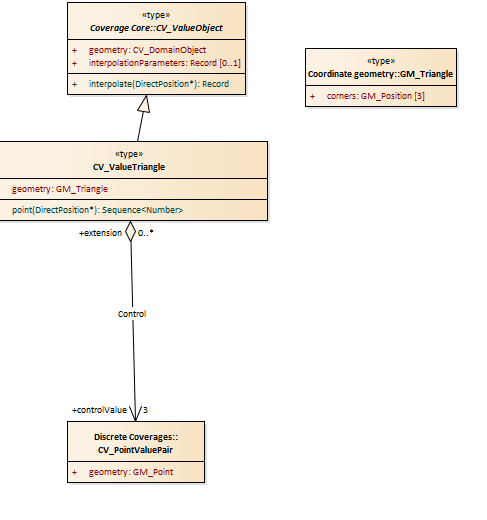 «type»
Coverage Core::CV_ValueObject
+ geometry: CV_DomainObject
+ interpolationParameters: Record [0..1]
+ interpolate(DirectPosition*): Record
«type»
Coordinate geometry::GM_Triangle
+ corners: GM_Position [3]
«type»
CV_ValueTriangle
geometry: GM_Triangle
point(DirectPosition*): Sequence<Number>
+extension 0..*
Control
+controlValue 3
Discrete Coverages::
CV_PointValuePair
+ geometry: GM_Point